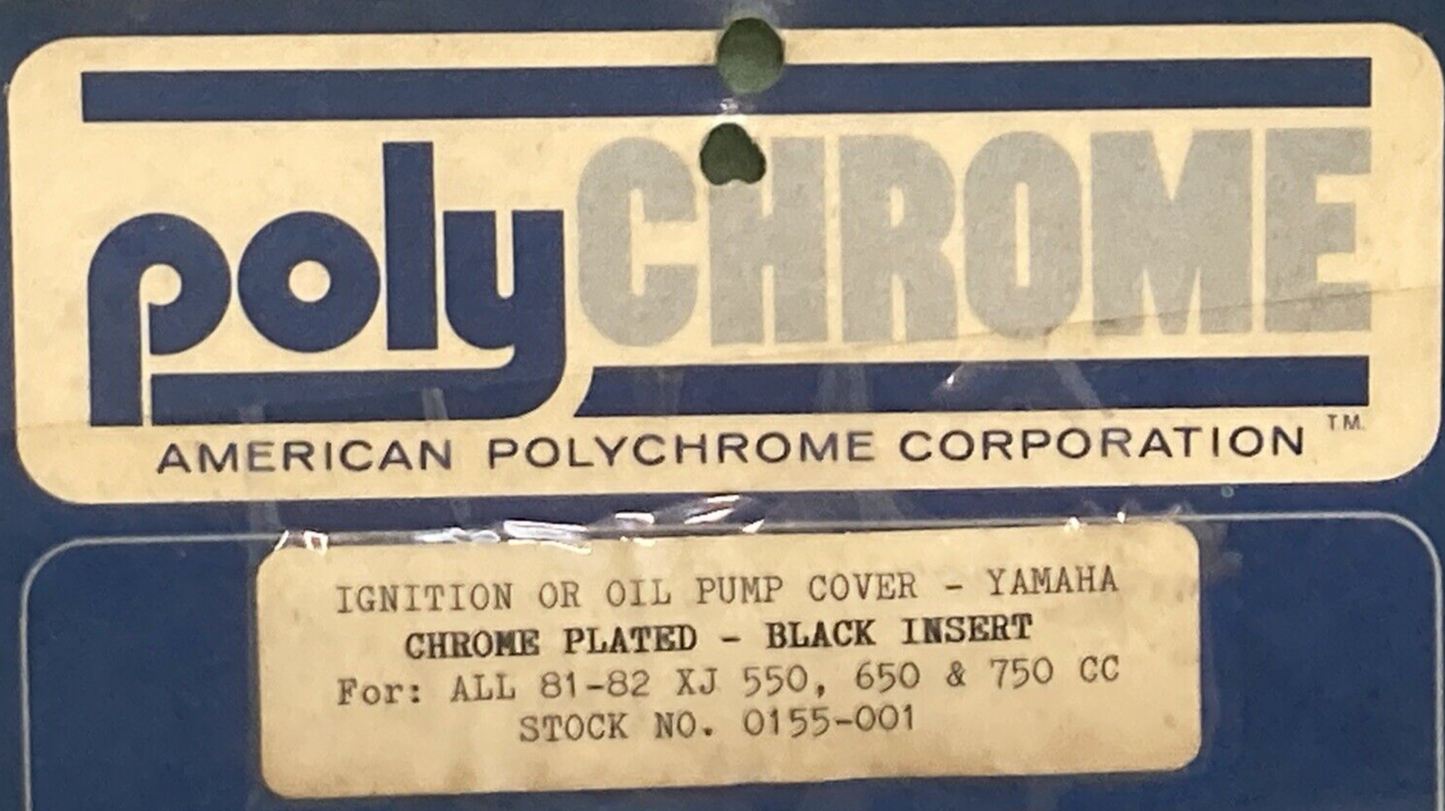 polyCHROME
AMERICAN POLYCHROME CORPORATION TM.
IGNITION OR OIL PUMP COVER - YAMAHA
CHROME PLATED - BLACK INSERT
For: ALL 81-82 XJ 550, 650 & 750 CC
STOCK NO. 0155-001